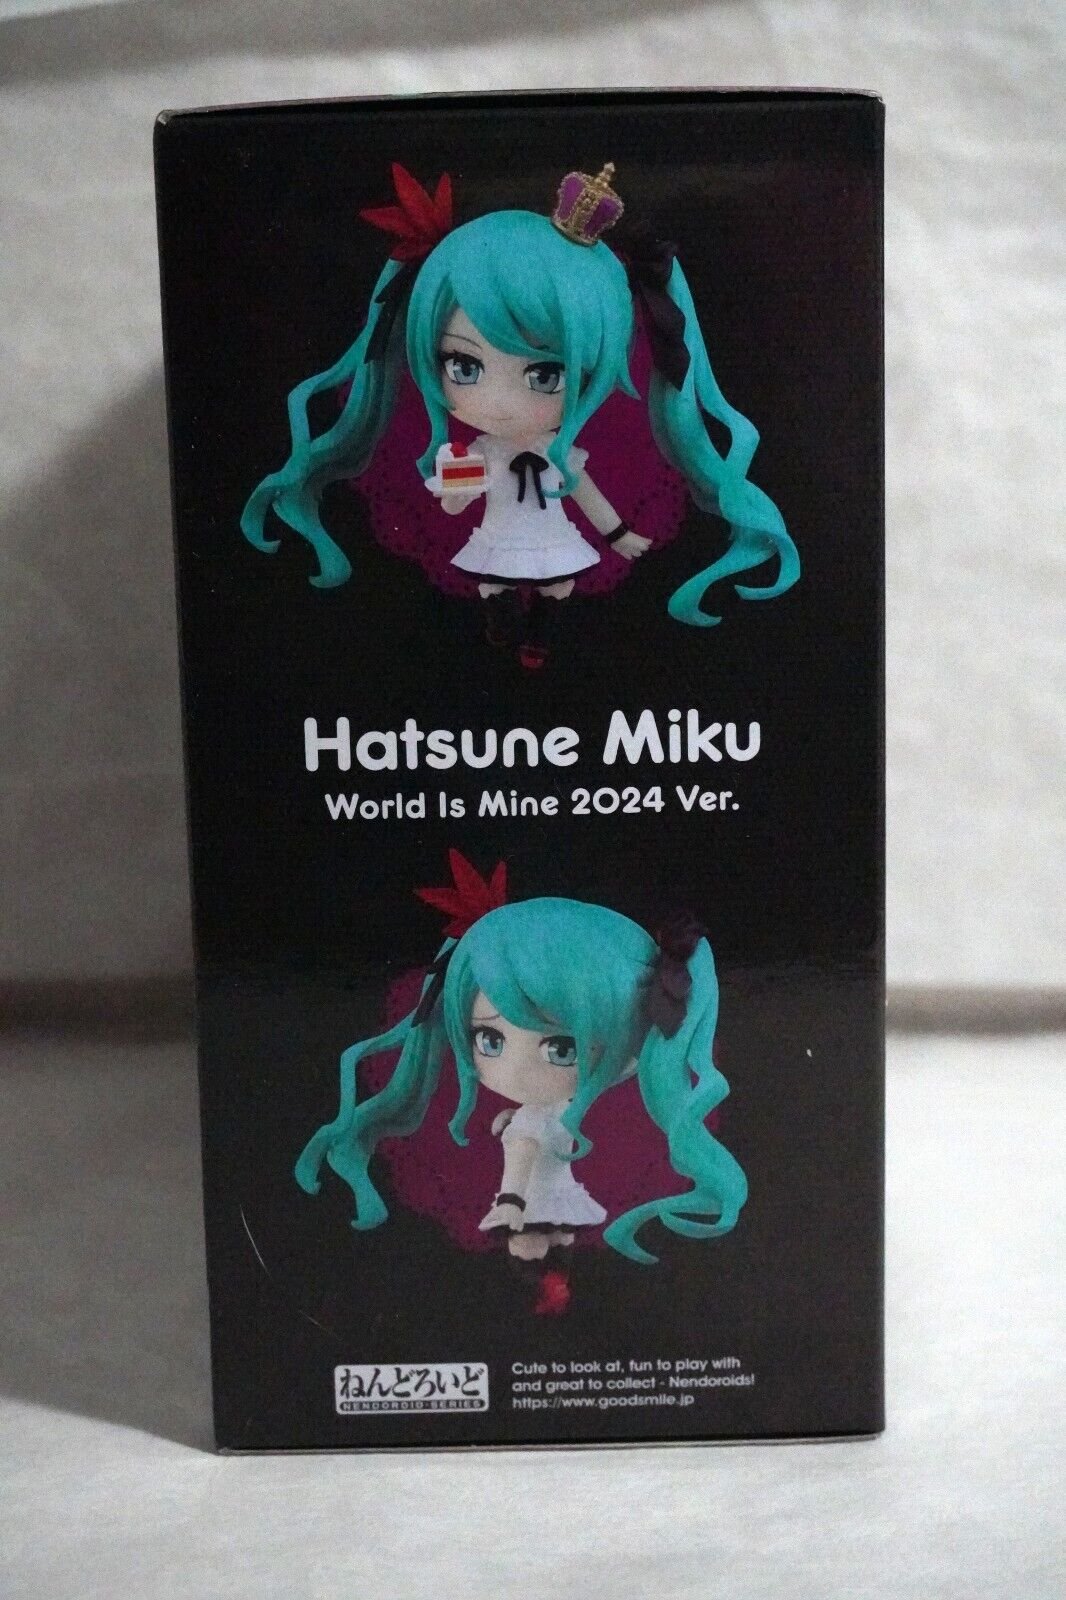 Hatsune Miku
World Is Mine 2024 Ver.
ねんどろいど
NENDOROID-SERIES
Cute to look at, fun to play with
and great to collect - Nendoroids!
https://www.goodsmile.jp